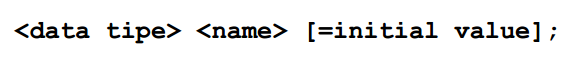 <data tipe> <name> [=initial value];